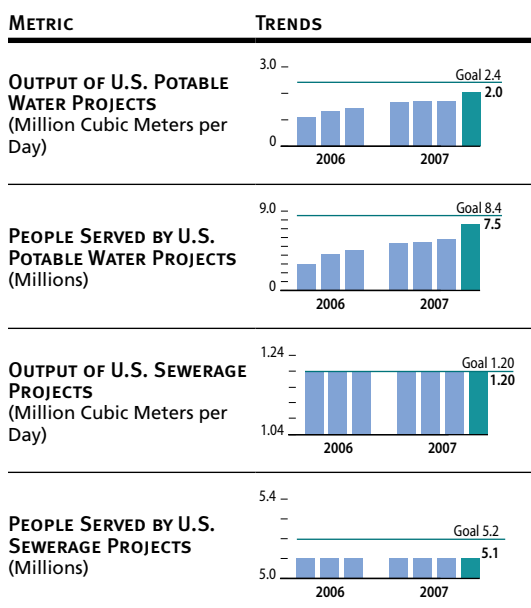 METRIC TRENDS
OUTPUT OF U.S. POTABLE
WATER PROJECTS
(Million Cubic Meters per
Day)
3.0
Goal 2.4
2.0
0
2006 2007
PEOPLE SERVED BY U.S.
POTABLE WATER PROJECTS
(Millions)
9.0
Goal 8.4
7.5
0
2006 2007
OUTPUT OF U.S. SEWERAGE
PROJECTS
(Million Cubic Meters per
Day)
1.24
Goal 1.20
1.20
1.04
2006 2007
PEOPLE SERVED BY U.S.
SEWERAGE PROJECTS
(Millions)
5.4
Goal 5.2
5.1
5.0
2006 2007